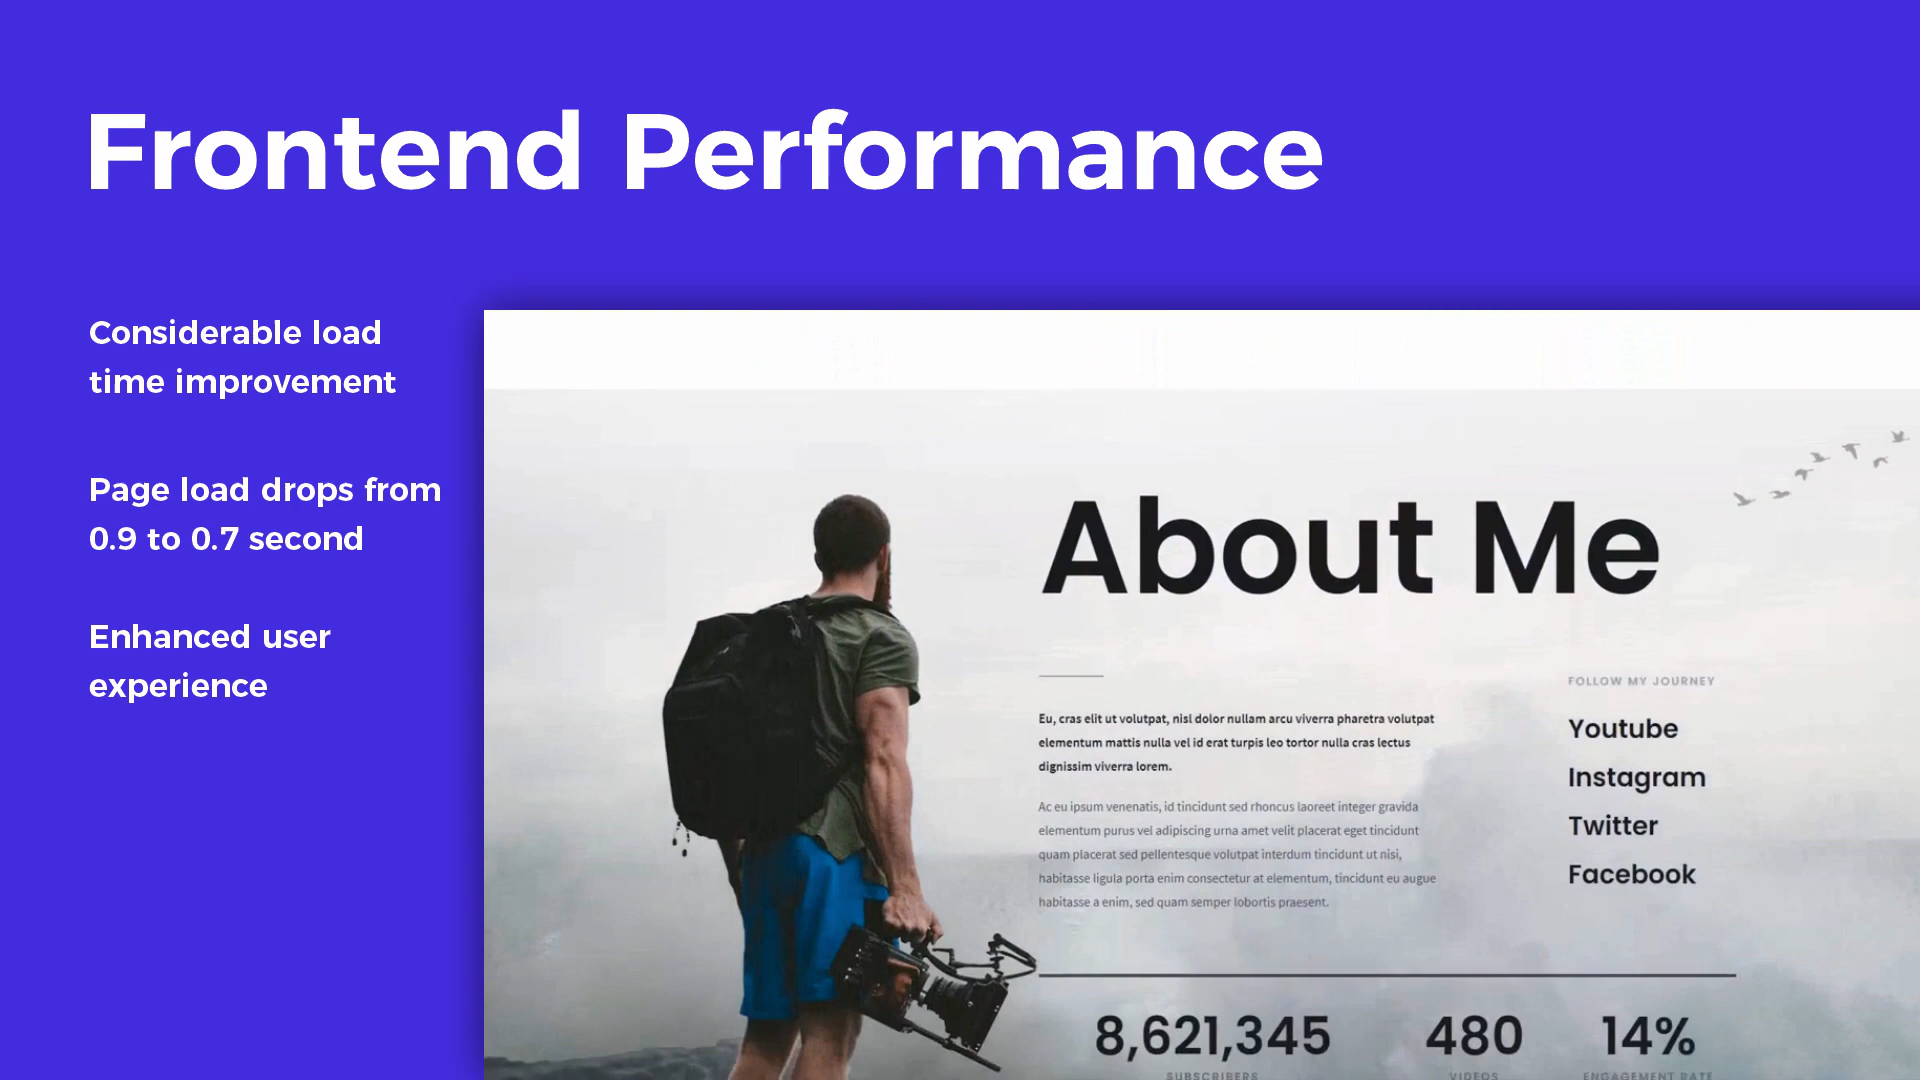 Frontend Performance
Considerable load
time improvement
Page load drops from
0.9 to 0.7 second
Enhanced user
experience
About Me
Eu, cras elit ut volutpat, nisl dolor nullam arcu viverra pharetra volutpat
elementum mattis nulla vel id erat turpis leo tortor nulla cras lectus
dignissim viverra lorem.
Ac eu ipsum venenatis, id tincidunt sed rhoncus laoreet integer gravida
elementum purus vel adipiscing urna amet velit placerat eget tincidunt
quam placerat sed pellentesque volutpat interdum tincidunt ut nisi,
habitasse ligula porta enim consectetur at elementum, tincidunt eu augue
habitasse a enim, sed quam semper lobortis praesent.
FOLLOW MY JOURNEY
Youtube
Instagram
Twitter
Facebook
8,621,345
480
14%
SUBSCRIBERS
VIDEOS
ENGAGEMENT RATE